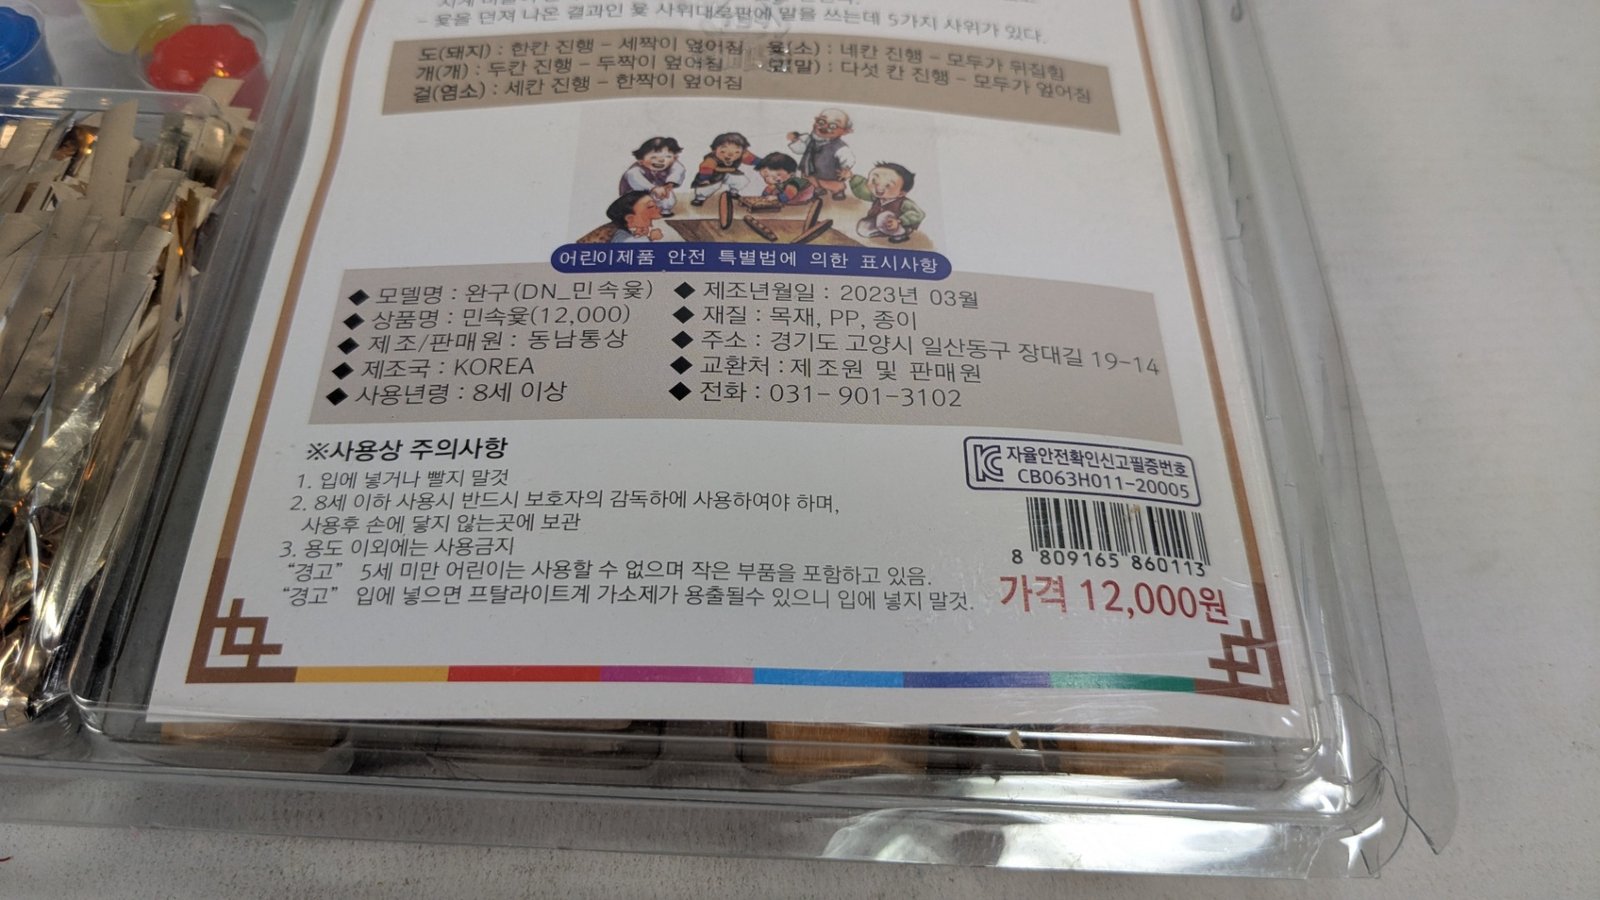 - 윷을 던져 나온 결과인 윷 사위대로판에 말을 쓰는데 5가지 사위가 있다.
도(돼지) : 한칸 진행 - 세짝이 엎어짐
윷(소) : 네칸 진행 - 모두가 뒤집힘
개(개) : 두칸 진행 - 두짝이 엎어짐
(말) : 다섯 칸 진행 - 모두가 엎어짐
걸(염소) : 세칸 진행 - 한짝이 엎어짐
어린이제품 안전 특별법에 의한 표시사항
◆ 모델명 : 완구(DN_민속윷)
◆ 상품명 : 민속윷(12,000)
◆ 제조/판매원 : 동남통상
◆ 제조국 : KOREA
◆ 사용년령 : 8세 이상
◆ 제조년월일 : 2023년 03월
◆ 재질 : 목재, PP, 종이
◆ 주소 : 경기도 고양시 일산동구 장대길 19-14
◆ 교환처 : 제조원 및 판매원
◆ 전화 : 031- 901-3102
※사용상 주의사항
1. 입에 넣거나 빨지 말것
2. 8세 이하 사용시 반드시 보호자의 감독하에 사용하여야 하며,
사용후 손에 닿지 않는곳에 보관
3. 용도 이외에는 사용금지
“경고” 5세 미만 어린이는 사용할 수 없으며 작은 부품을 포함하고 있음.
“경고” 입에 넣으면 프탈라이트계 가소제가 용출될수 있으니 입에 넣지 말것.
KC 자율안전확인신고필증번호
CB063H011-20005
8 809165 860113
가격 12,000원